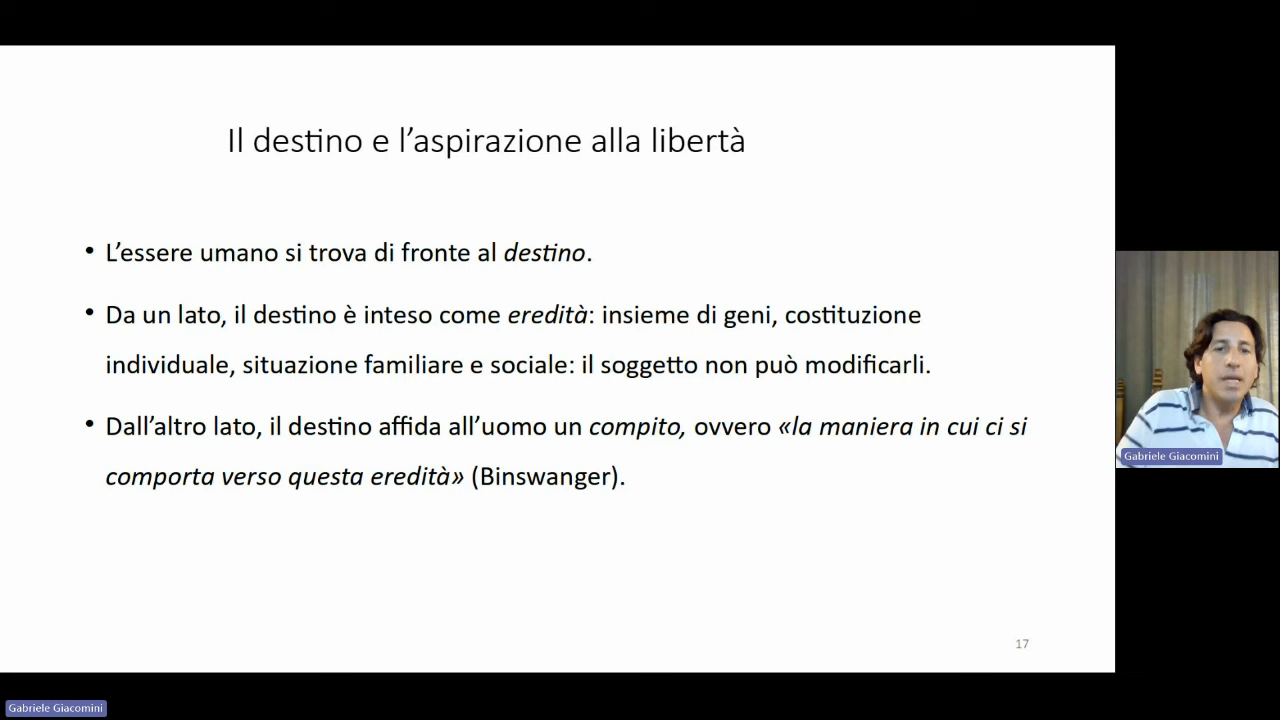 Il destino e l’aspirazione alla libertà
• L’essere umano si trova di fronte al destino.
• Da un lato, il destino è inteso come eredità: insieme di geni, costituzione
individuale, situazione familiare e sociale: il soggetto non può modificarli.
• Dall’altro lato, il destino affida all’uomo un compito, ovvero «la maniera in cui ci si
comporta verso questa eredità» (Binswanger).
17
Gabriele Giacomini
Gabriele Giacomini